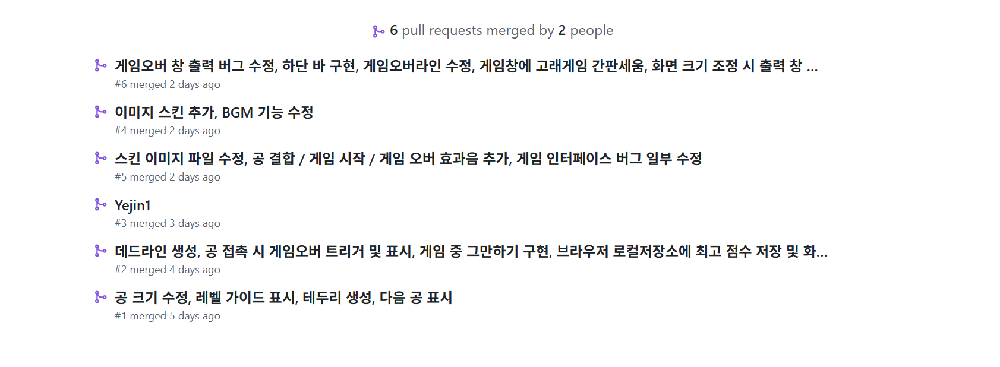 6 pull requests merged by 2 people
게임오버 창 출력 버그 수정, 하단 바 구현, 게임오버라인 수정, 게임창에 고래게임 간판세움, 화면 크기 조정 시 출력 창 ...
#6 merged 2 days ago
이미지 스킨 추가, BGM 기능 수정
#4 merged 2 days ago
스킨 이미지 파일 수정, 공 결합 / 게임 시작 / 게임 오버 효과음 추가, 게임 인터페이스 버그 일부 수정
#5 merged 2 days ago
Yejin1
#3 merged 3 days ago
데드라인 생성, 공 접촉 시 게임오버 트리거 및 표시, 게임 중 그만하기 구현, 브라우저 로컬저장소에 최고 점수 저장 및 화...
#2 merged 4 days ago
공 크기 수정, 레벨 가이드 표시, 테두리 생성, 다음 공 표시
#1 merged 5 days ago